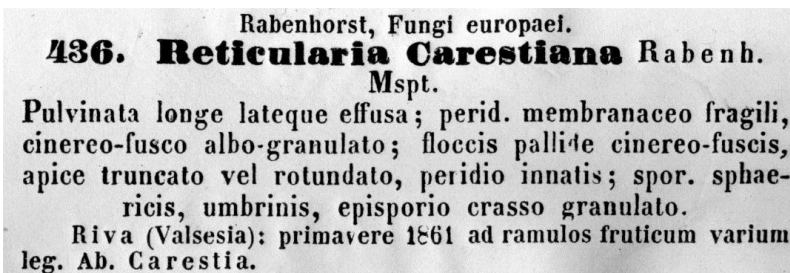 Rabenhorst, Fungi europaei.
436. Reticularia Carestiana Rabenh.
Mspt.
Pulvinata longe lateque effusa; perid. membranaceo fragili,
cinereo-fusco albo-granulato; floccis pallide cinereo-fuscis,
apice truncato vel rotundato, peridio innatis; spor. sphae-
ricis, umbrinis, episporio crasso granulato.
Riva (Valsesia): primavere 1861 ad ramulos fruticum varium
leg. Ab. Carestia.